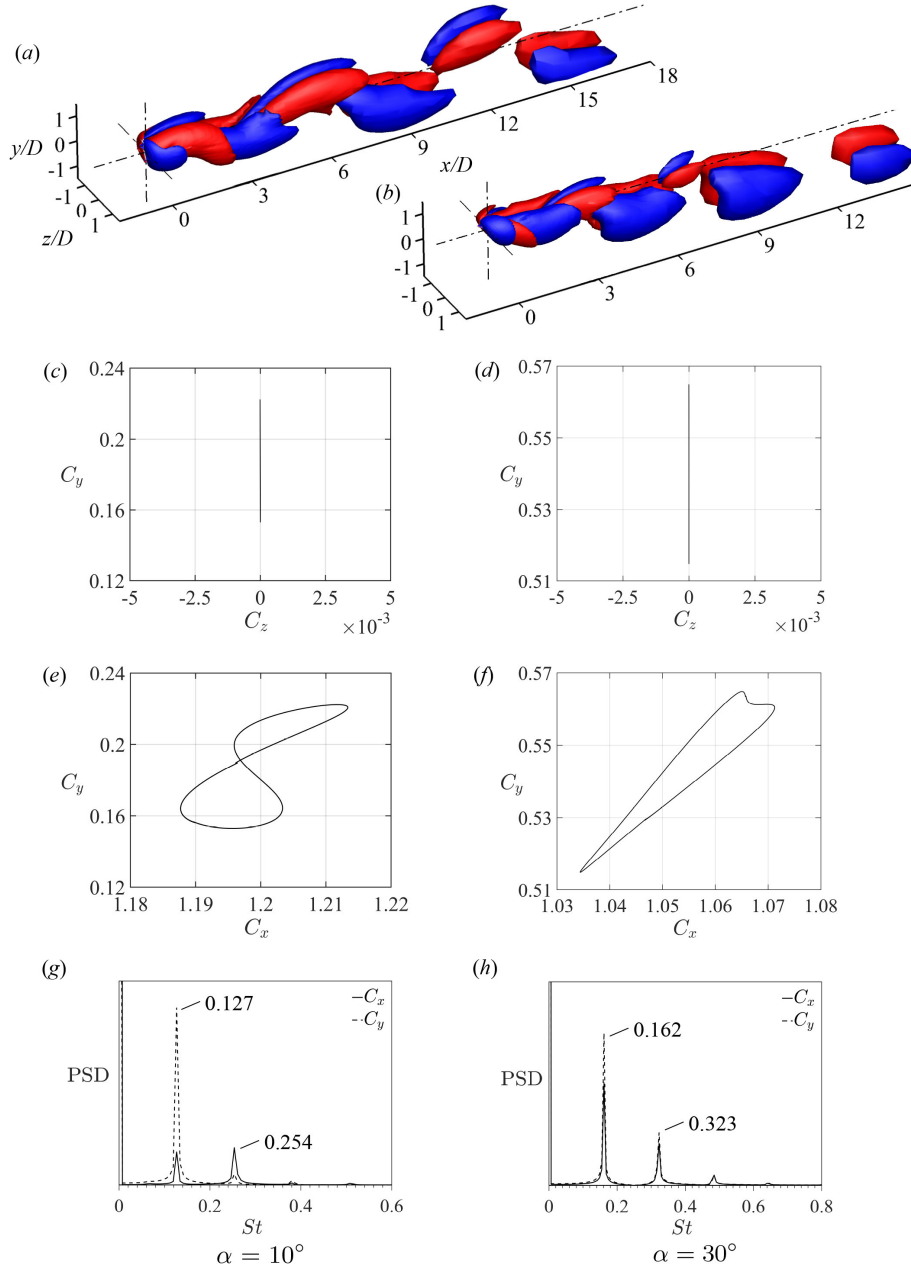 (a)
1
0
-1
y/D
-1
0
1
z/D
0
3
6
9
12
15
18
x/D
(b)
1
0
-1
-1
0
1
0
3
6
9
12
(c)
0.24
0.2
C_y
0.16
0.12
-5 -2.5 0 2.5 5
C_z ×10^-3
(d)
0.57
0.55
C_y
0.53
0.51
-5 -2.5 0 2.5 5
C_z ×10^-3
(e)
0.24
0.2
C_y
0.16
0.12
1.18 1.19 1.2 1.21 1.22
C_x
(f)
0.57
0.55
C_y
0.53
0.51
1.03 1.04 1.05 1.06 1.07 1.08
C_x
(g)
0.127
C_x
C_y
PSD
0.254
0 0.2 0.4 0.6
St
α = 10°
(h)
0.162
C_x
C_y
PSD
0.323
0 0.2 0.4 0.6 0.8
St
α = 30°